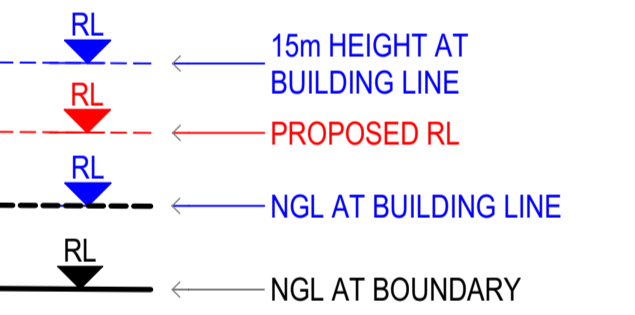 RL
15m HEIGHT AT
BUILDING LINE
RL
PROPOSED RL
RL
NGL AT BUILDING LINE
RL
NGL AT BOUNDARY